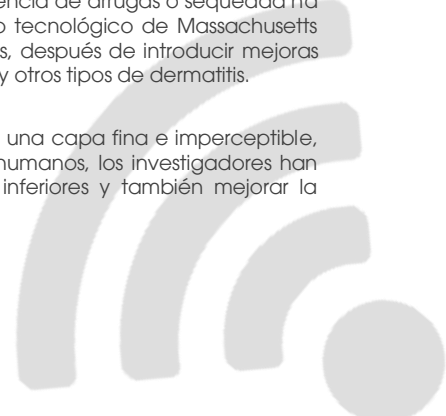 encia de arrugas o sequedad ha
o tecnológico de Massachusetts
s, después de introducir mejoras
y otros tipos de dermatitis.
una capa fina e imperceptible,
humanos, los investigadores han
inferiores y también mejorar la